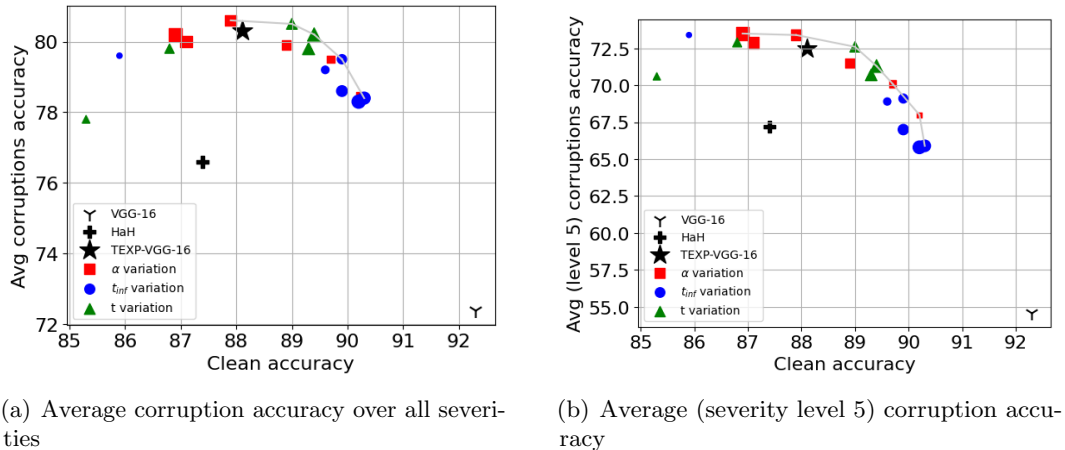 Avg corruptions accuracy
80
78
76
74
72
VGG-16
HaH
TEXP-VGG-16
α variation
t_inf variation
t variation
85 86 87 88 89 90 91 92
Clean accuracy
Avg (level 5) corruptions accuracy
72.5
70.0
67.5
65.0
62.5
60.0
57.5
55.0
VGG-16
HaH
TEXP-VGG-16
α variation
t_inf variation
t variation
85 86 87 88 89 90 91 92
Clean accuracy
(a) Average corruption accuracy over all severi-
ties
(b) Average (severity level 5) corruption accu-
racy